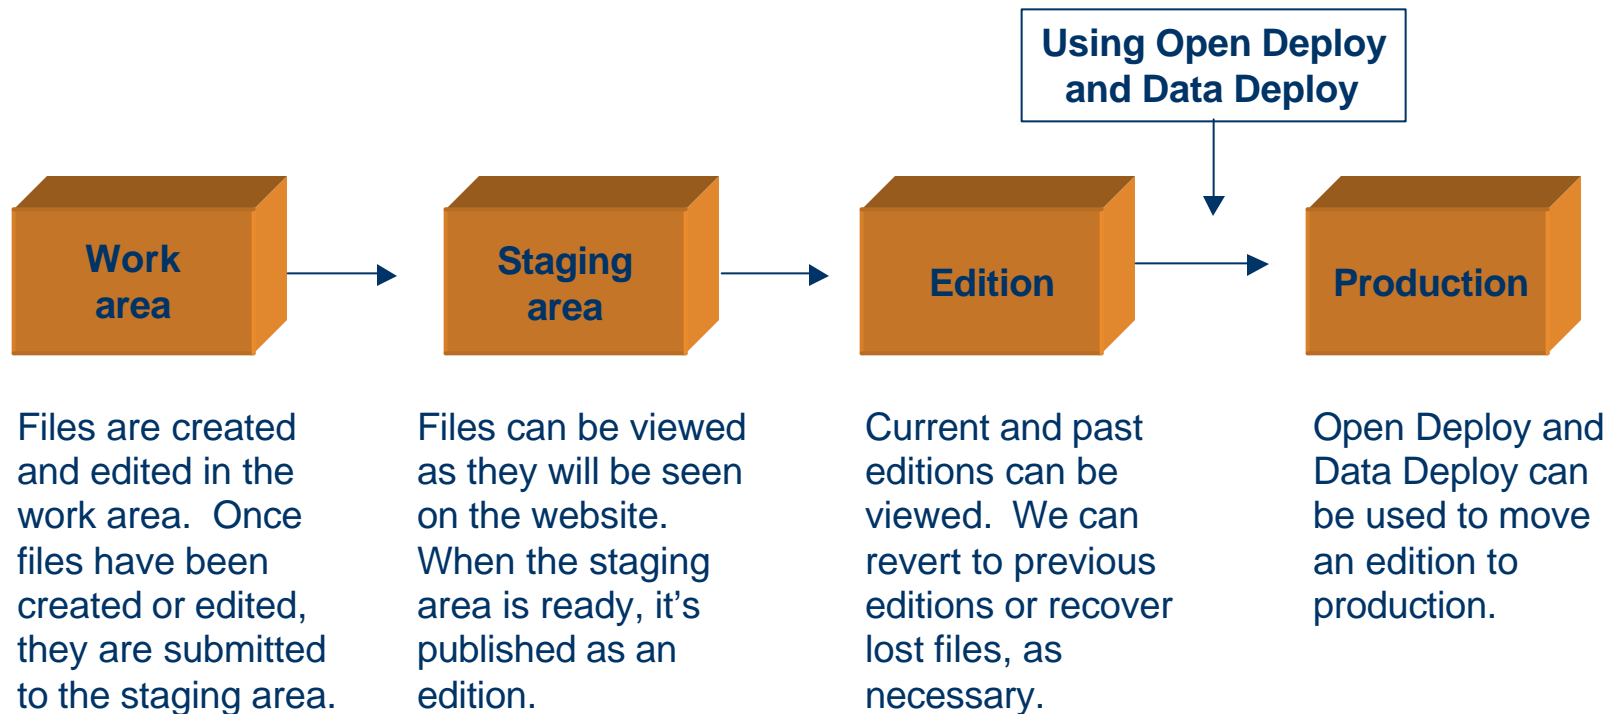 Using Open Deploy
and Data Deploy
Work
area
Staging
area
Edition
Production
Files are created
and edited in the
work area.  Once
files have been
created or edited,
they are submitted
to the staging area.
Files can be viewed
as they will be seen
on the website.
When the staging
area is ready, it’s
published as an
edition.
Current and past
editions can be
viewed.  We can
revert to previous
editions or recover
lost files, as
necessary.
Open Deploy and
Data Deploy can
be used to move
an edition to
production.